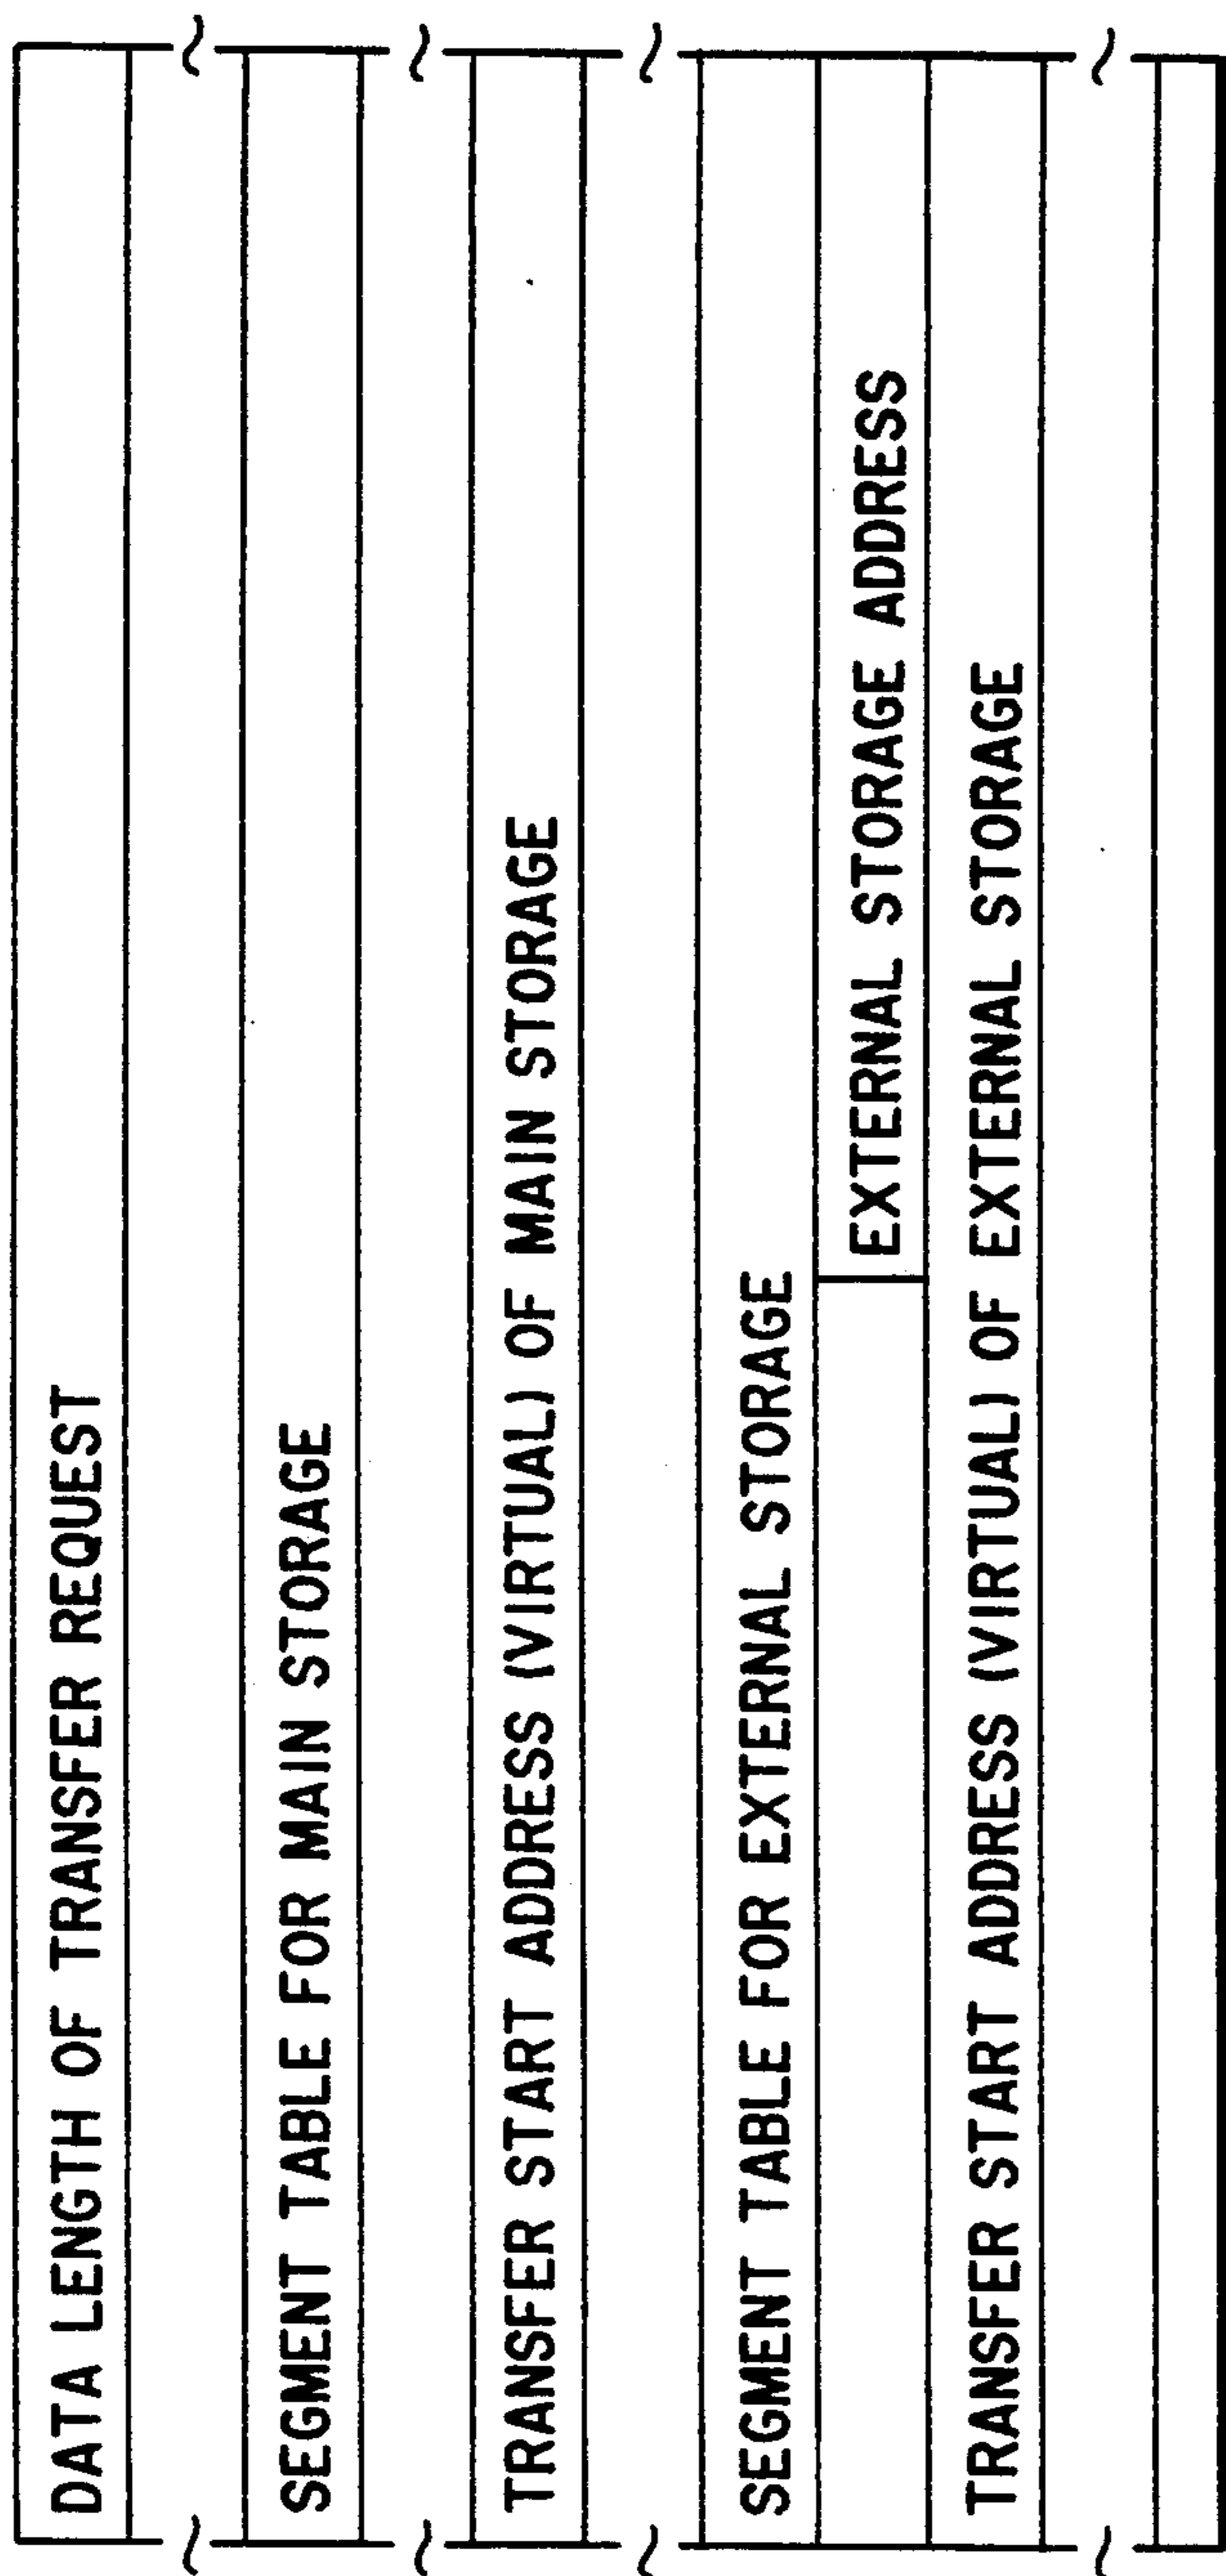 DATA LENGTH OF TRANSFER REQUEST
SEGMENT TABLE FOR MAIN STORAGE
TRANSFER START ADDRESS (VIRTUAL) OF MAIN STORAGE
SEGMENT TABLE FOR EXTERNAL STORAGE
EXTERNAL STORAGE ADDRESS
TRANSFER START ADDRESS (VIRTUAL) OF EXTERNAL STORAGE